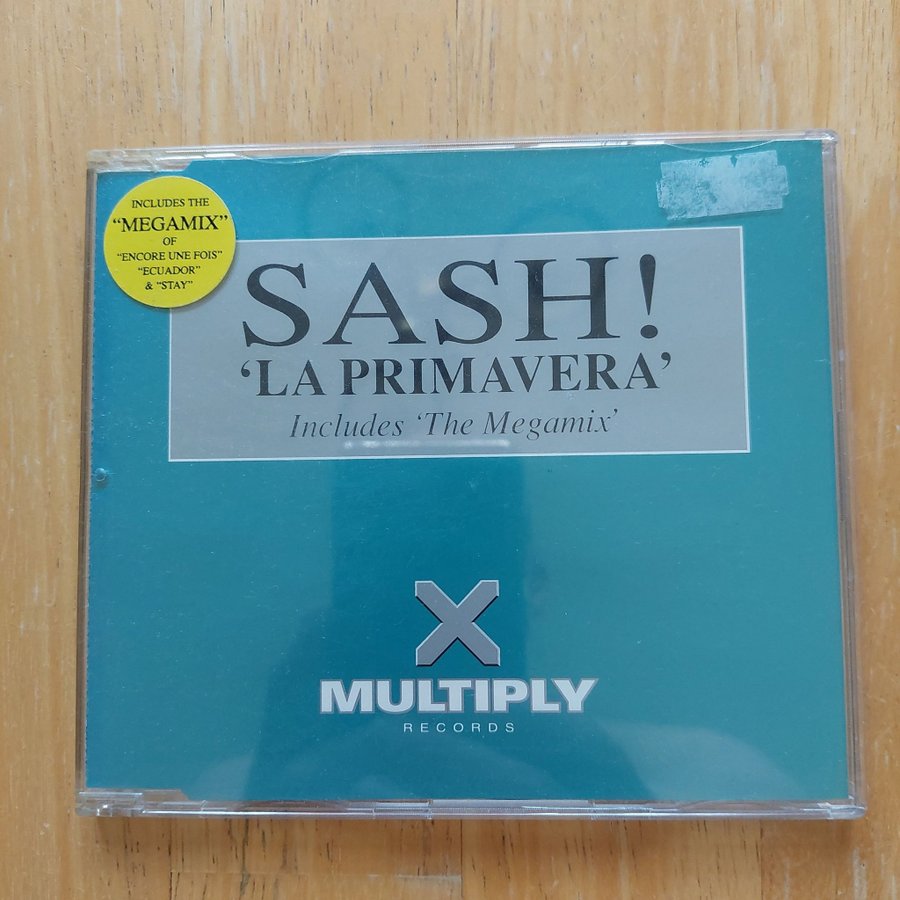 INCLUDES THE
“MEGAMIX”
OF
“ENCORE UNE FOIS”
“ECUADOR”
& “STAY”
SASH!
‘LA PRIMAVERA’
Includes ‘The Megamix’
X
MULTIPLY
RECORDS